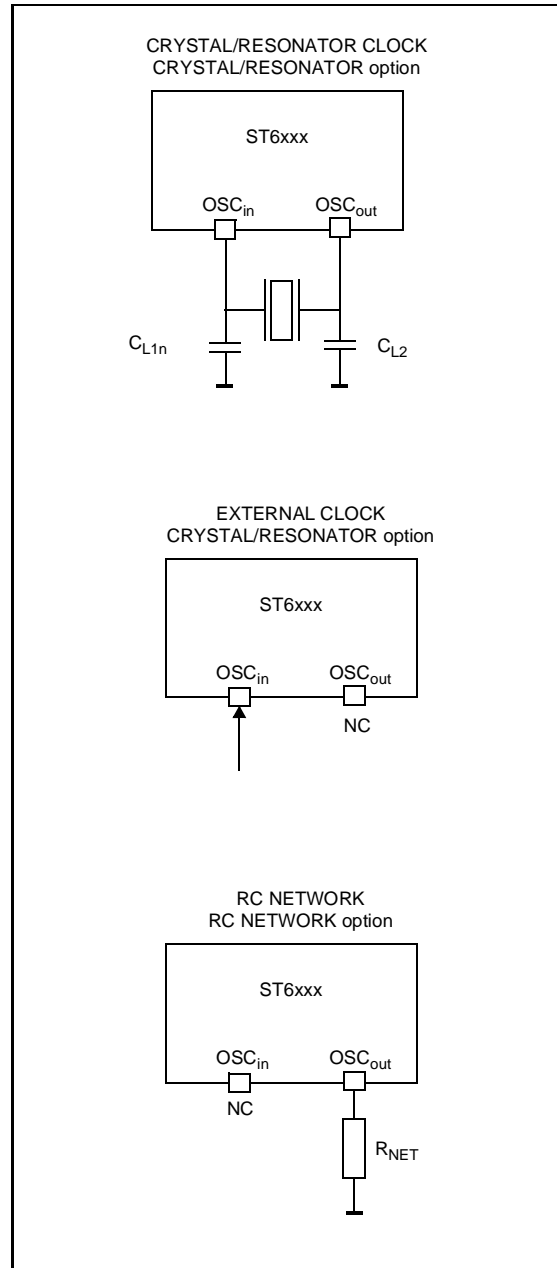 CRYSTAL/RESONATOR CLOCK
CRYSTAL/RESONATOR option
ST6xxx
OSCin OSCout
CL1n CL2
EXTERNAL CLOCK
CRYSTAL/RESONATOR option
ST6xxx
OSCin OSCout
NC
RC NETWORK
RC NETWORK option
ST6xxx
OSCin OSCout
NC
RNET